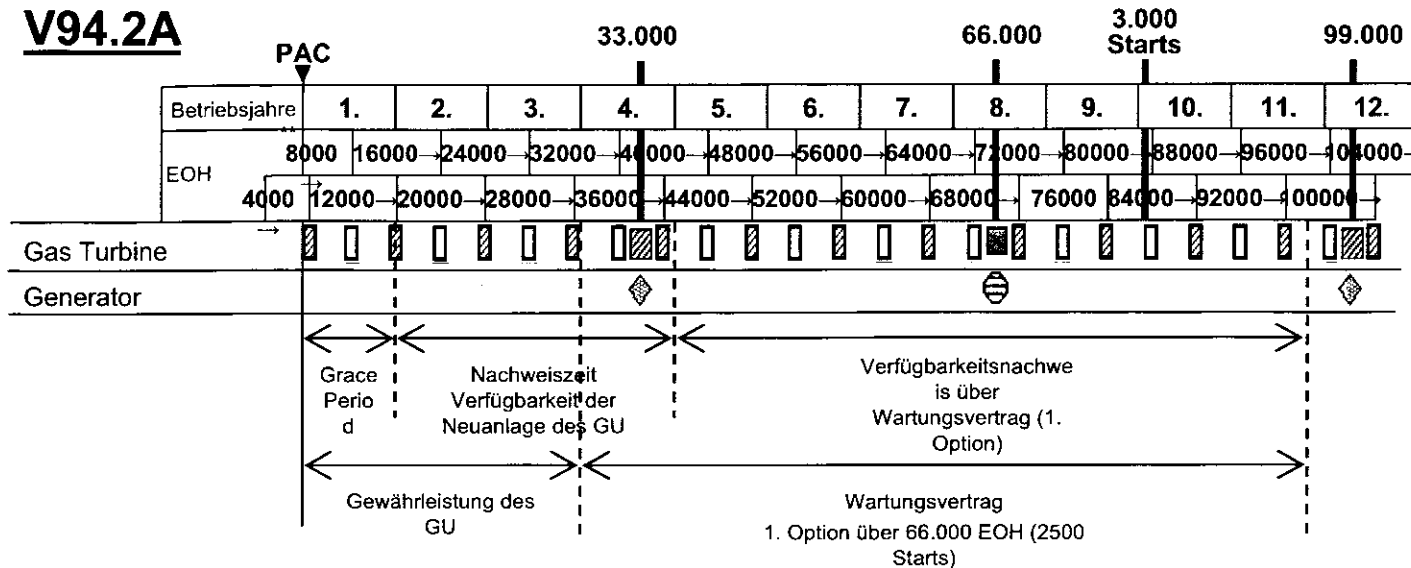 V94.2A
PAC
33.000
66.000
3.000
Starts
99.000
Betriebsjahre
1. 2. 3. 4. 5. 6. 7. 8. 9. 10. 11. 12.
EOH
8000 16000→24000→32000→40000→48000→56000→64000→72000→80000→88000→96000→104000→
4000 12000→20000→28000→36000→44000→52000→60000→68000→ 76000 84000→92000→100000→
→
Gas Turbine
Generator
Grace
Perio
d
Nachweiszeit
Verfügbarkeit der
Neuanlage des GU
Verfügbarkeitsnachwe
is über
Wartungsvertrag (1.
Option)
Gewährleistung des
GU
Wartungsvertrag
1. Option über 66.000 EOH (2500
Starts)